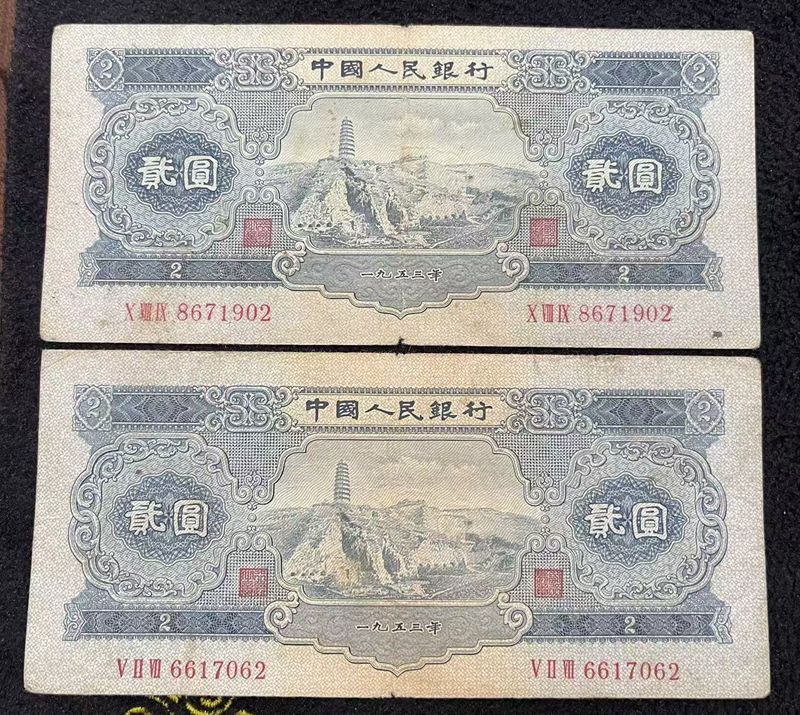 2 中國人民銀行 2
貳圓 貳圓
2 一九五三年 2
X VIII IX 8671902 X VIII IX 8671902
2 中國人民銀行 2
貳圓 貳圓
2 一九五三年 2
V II VII 6617062 V II VII 6617062